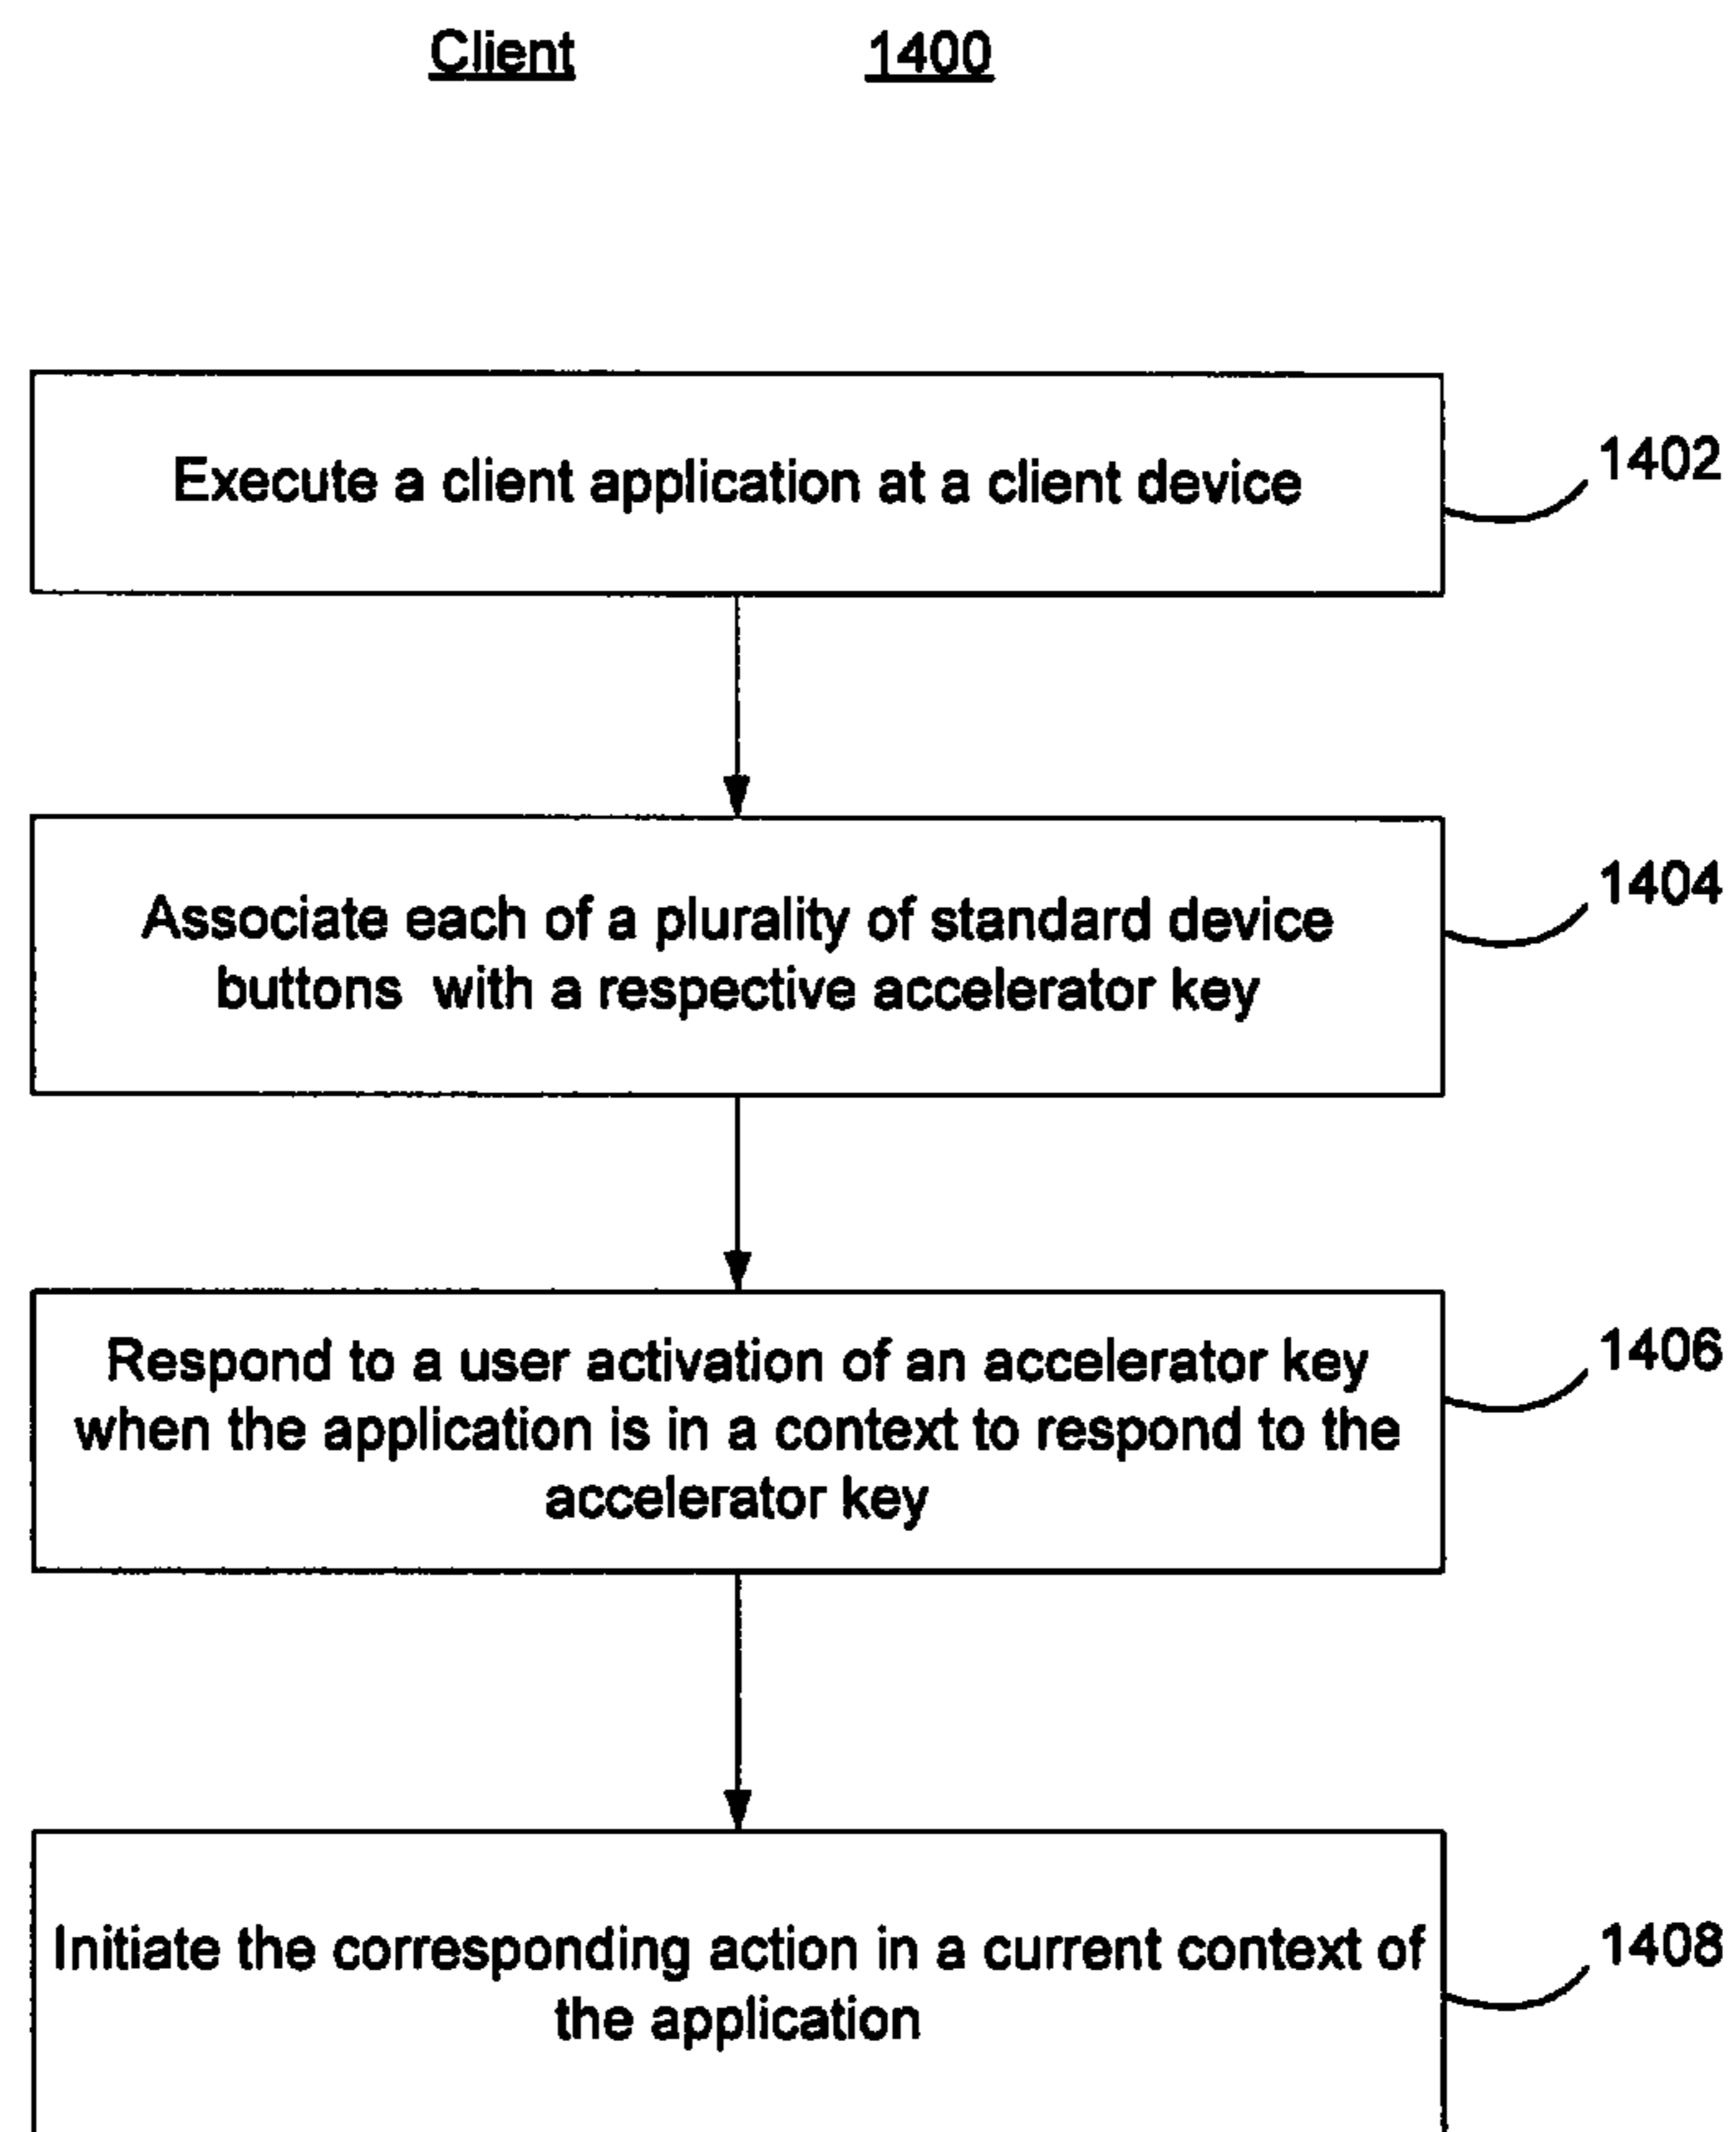 Client 1400
Execute a client application at a client device
1402
Associate each of a plurality of standard device
buttons with a respective accelerator key
1404
Respond to a user activation of an accelerator key
when the application is in a context to respond to the
accelerator key
1406
Initiate the corresponding action in a current context of
the application
1408